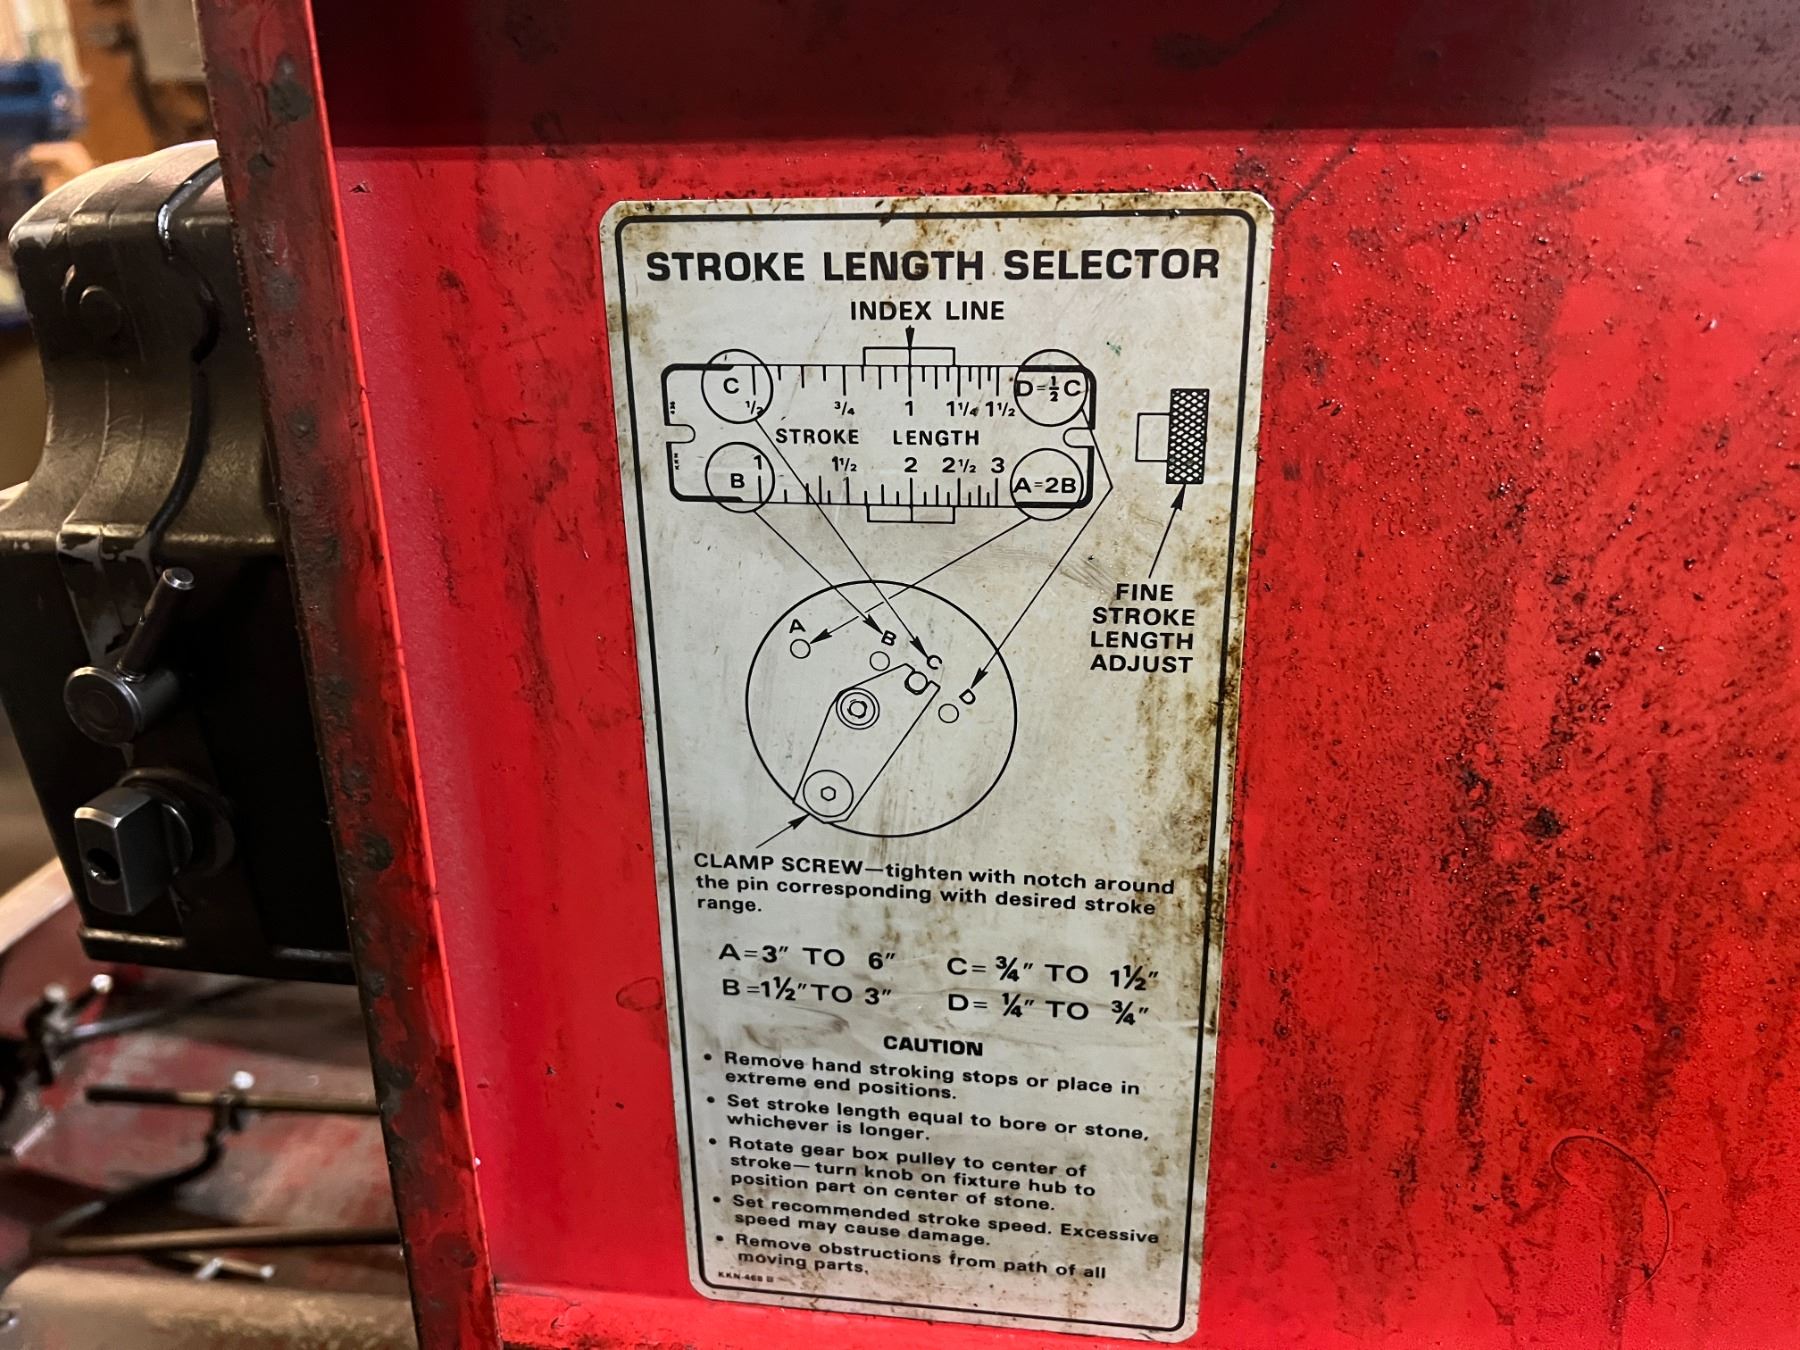 STROKE LENGTH SELECTOR
INDEX LINE
C
D=½C
½ ¾ 1 1¼ 1½
STROKE LENGTH
1 1½ 2 2½ 3
B
1
A=2B
FINE
STROKE
LENGTH
ADJUST
A
B
C
D
CLAMP SCREW—tighten with notch around
the pin corresponding with desired stroke
range.
A=3" TO 6"
C=¾" TO 1½"
B=1½" TO 3"
D=¼" TO ¾"
CAUTION
• Remove hand stroking stops or place in
extreme end positions.
• Set stroke length equal to bore or stone,
whichever is longer.
• Rotate gear box pulley to center of
stroke—turn knob on fixture hub to
position part on center of stone.
• Set recommended stroke speed. Excessive
speed may cause damage.
• Remove obstructions from path of all
moving parts.
KKN-468 B